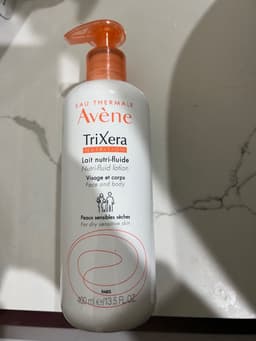 EAU THERMALE
Avène
TriXera
NUTRITION
Lait nutri-fluide
Nutri-fluid lotion
Visage et corps
Face and body
Peaux sensibles sèches
For dry sensitive skin
PARIS
400 ml e/13.5 FL. OZ.